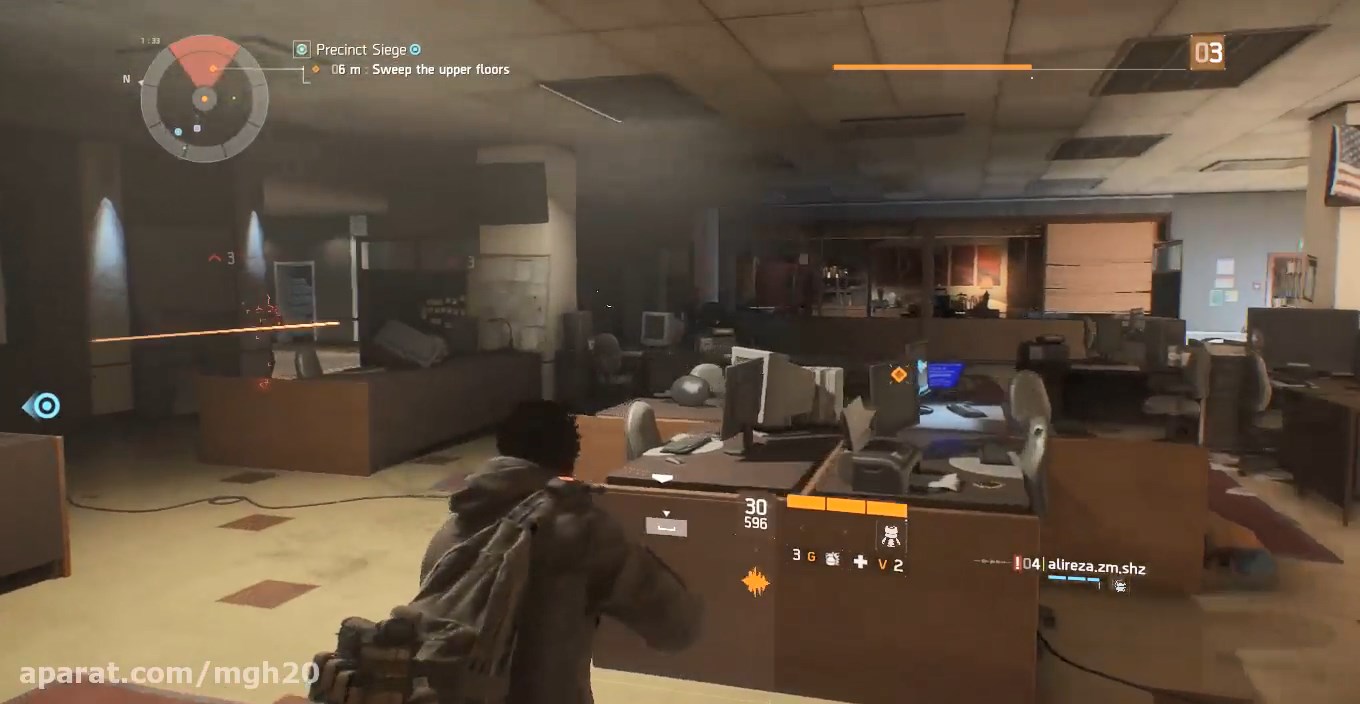 1:33
N
Precinct Siege
06 m : Sweep the upper floors
03
3
3
30
596
3 G
V 2
04 alireza.zm.shz
aparat.com/mgh20